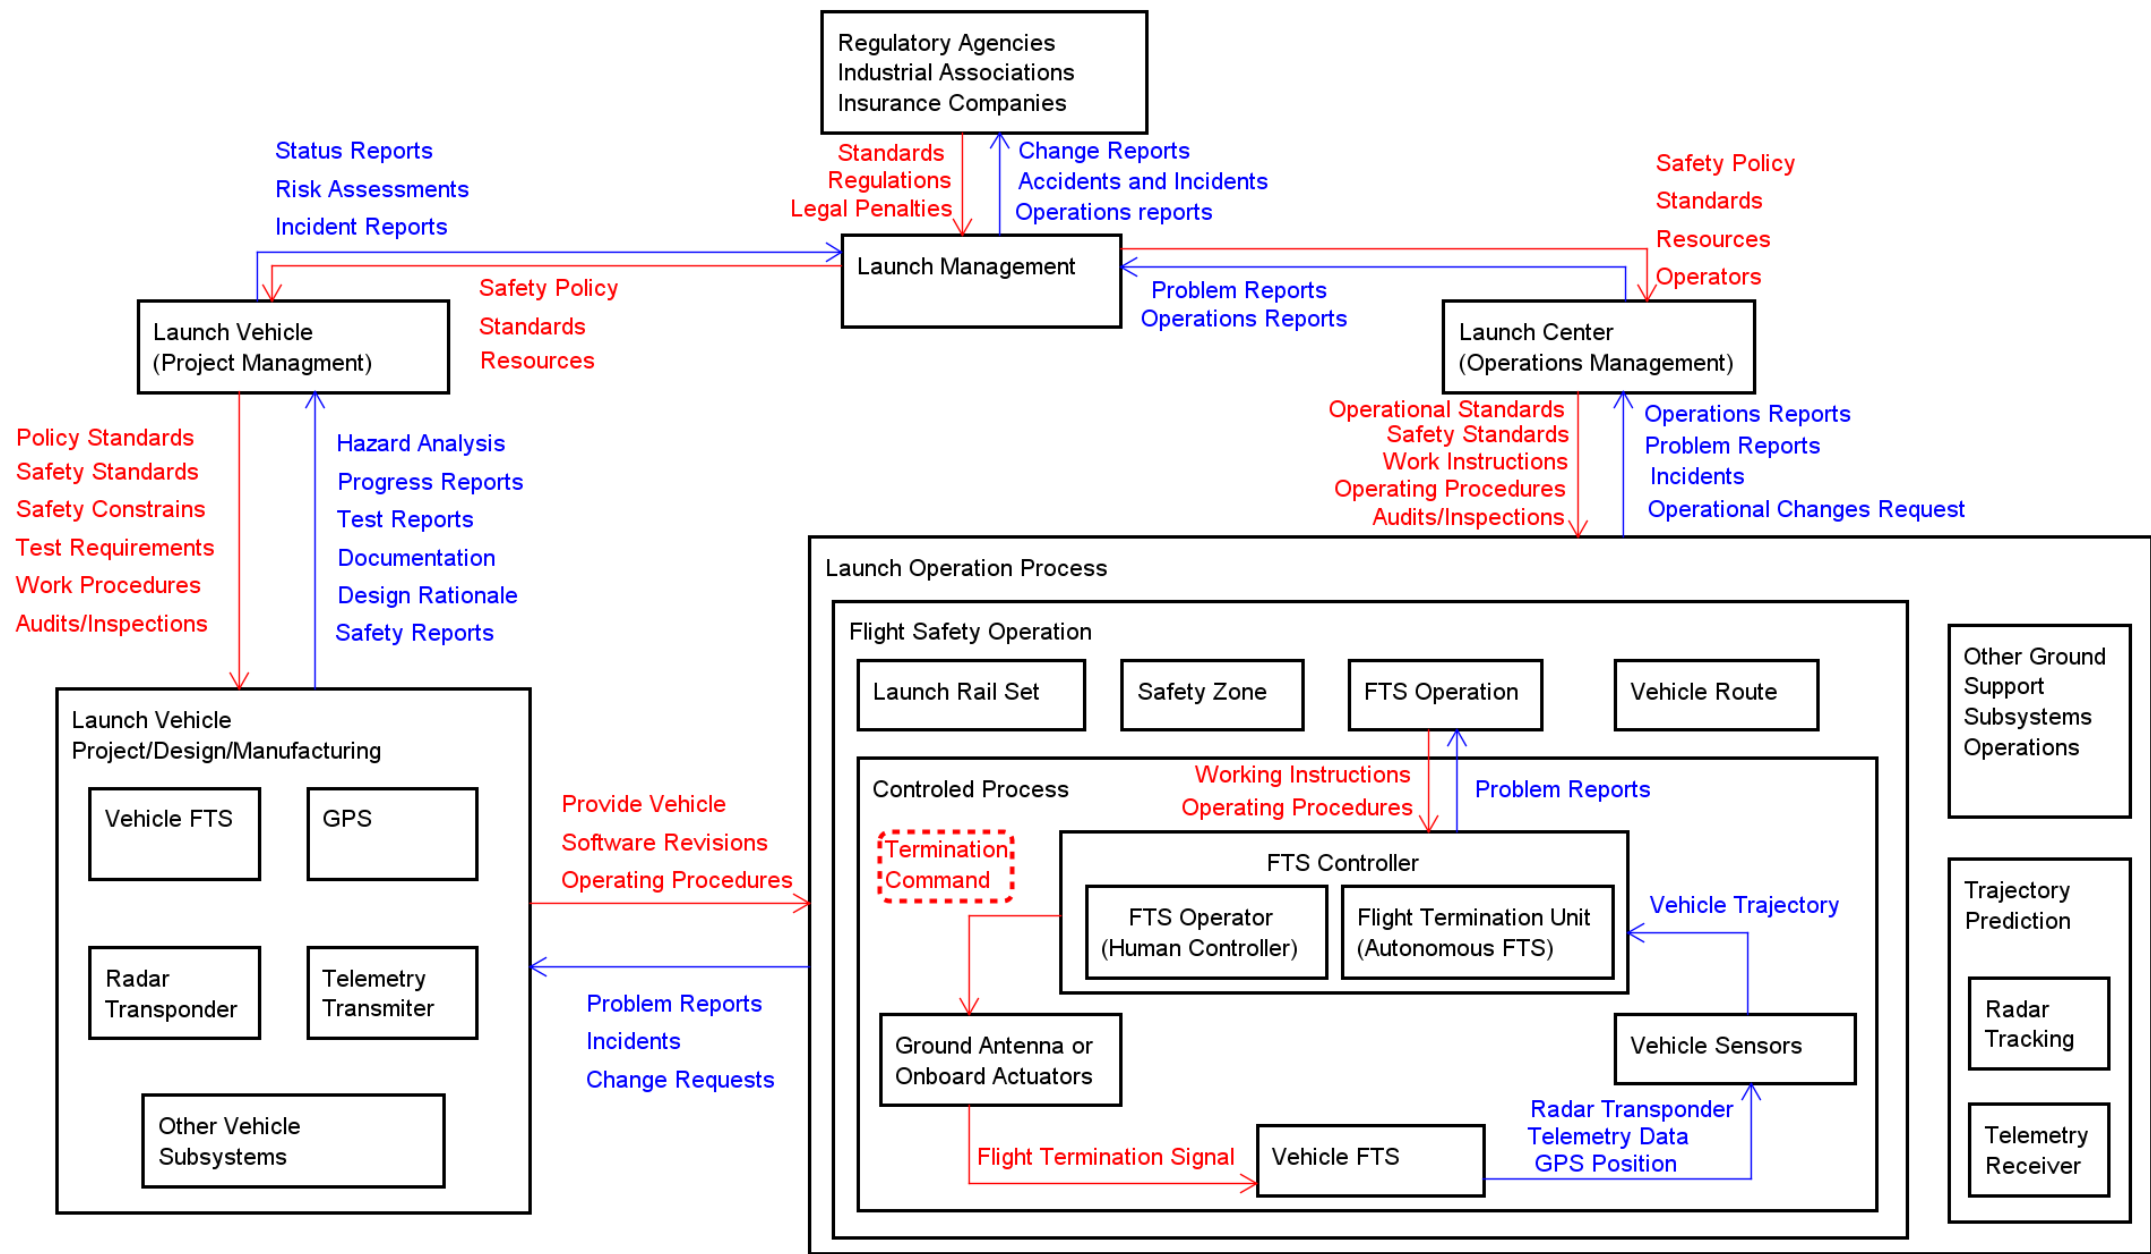 Regulatory Agencies
Industrial Associations
Insurance Companies
Status Reports
Risk Assessments
Incident Reports
Standards
Regulations
Legal Penalties
Change Reports
Accidents and Incidents
Operations reports
Safety Policy
Standards
Resources
Operators
Launch Management
Safety Policy
Standards
Resources
Problem Reports
Operations Reports
Launch Vehicle
(Project Managment)
Launch Center
(Operations Management)
Policy Standards
Safety Standards
Safety Constrains
Test Requirements
Work Procedures
Audits/Inspections
Hazard Analysis
Progress Reports
Test Reports
Documentation
Design Rationale
Safety Reports
Operational Standards
Safety Standards
Work Instructions
Operating Procedures
Audits/Inspections
Operations Reports
Problem Reports
Incidents
Operational Changes Request
Launch Vehicle
Project/Design/Manufacturing
Vehicle FTS
GPS
Radar
Transponder
Telemetry
Transmiter
Other Vehicle
Subsystems
Provide Vehicle
Software Revisions
Operating Procedures
Problem Reports
Incidents
Change Requests
Launch Operation Process
Flight Safety Operation
Launch Rail Set
Safety Zone
FTS Operation
Vehicle Route
Controled Process
Working Instructions
Operating Procedures
Problem Reports
Termination
Command
FTS Controller
FTS Operator
(Human Controller)
Flight Termination Unit
(Autonomous FTS)
Vehicle Trajectory
Ground Antenna or
Onboard Actuators
Vehicle Sensors
Flight Termination Signal
Vehicle FTS
Radar Transponder
Telemetry Data
GPS Position
Other Ground
Support
Subsystems
Operations
Trajectory
Prediction
Radar
Tracking
Telemetry
Receiver